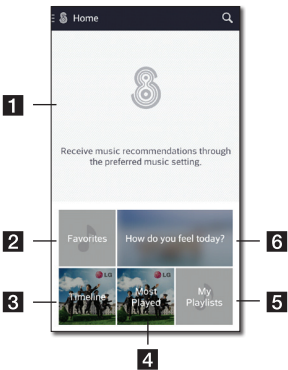 Home
1
Receive music recommendations through
the preferred music setting.
2
Favorites
How do you feel today?
6
3
LG
Timeline
LG
Most
Played
My
Playlists
5
4